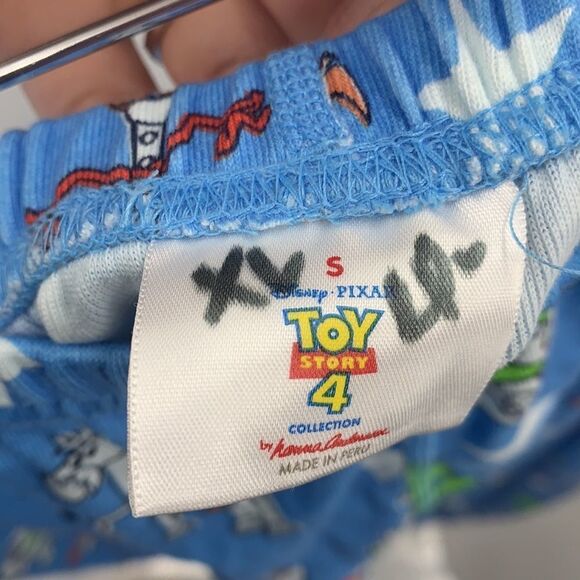 S
DISNEY · PIXAR
TOY
STORY
4
COLLECTION
by hanna andersson
MADE IN PERU